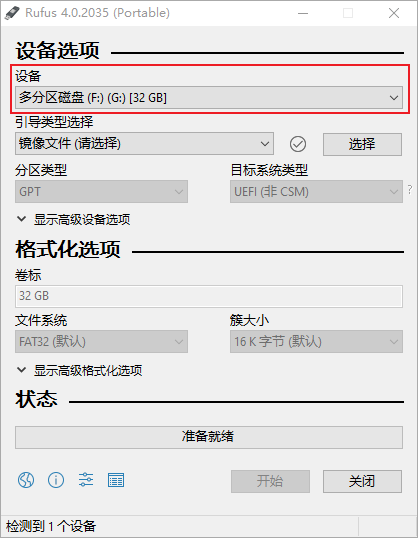 Rufus 4.0.2035 (Portable)
设备选项
设备
多分区磁盘 (F:) (G:) [32 GB]
引导类型选择
镜像文件 (请选择)
选择
分区类型
目标系统类型
GPT
UEFI (非 CSM)
?
显示高级设备选项
格式化选项
卷标
32 GB
文件系统
簇大小
FAT32 (默认)
16 K 字节 (默认)
显示高级格式化选项
状态
准备就绪
开始
关闭
检测到 1 个设备